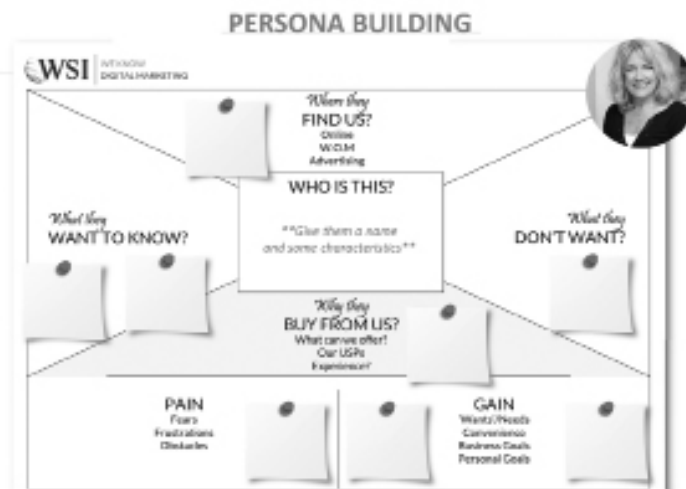 PERSONA BUILDING
WSI
WE KNOW
DIGITAL MARKETING
Where they
FIND US?
Online
W.O.M
Advertising
WHO IS THIS?
**Give them a name
and some characteristics**
What they
WANT TO KNOW?
What they
DON'T WANT?
Why they
BUY FROM US?
What can we offer?
Our USPs
Experience?
PAIN
Fears
Frustrations
Obstacles
GAIN
Wants/Needs
Convenience
Business Goals
Personal Goals